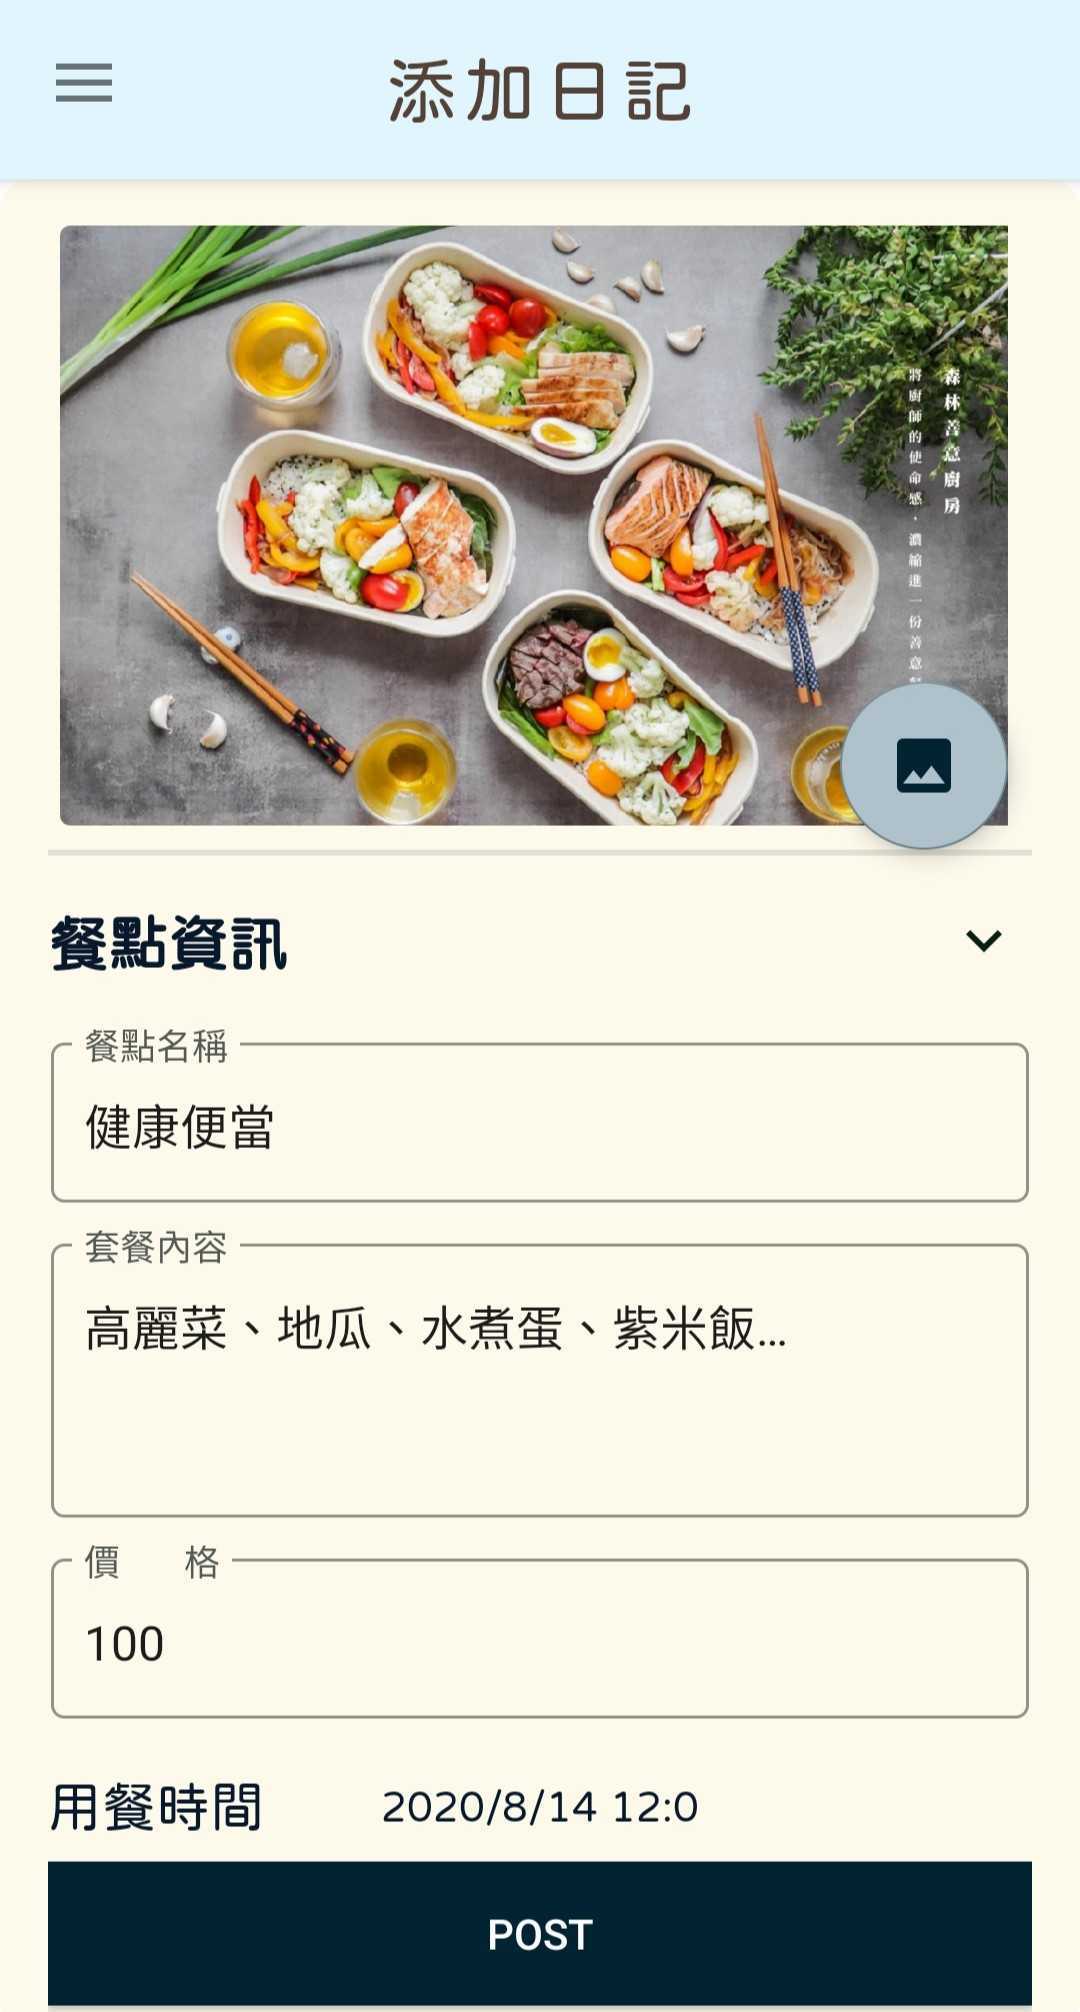 添加日記
森林善意廚房
將廚師的使命感，濃縮進一份善意
餐點資訊
餐點名稱
健康便當
套餐內容
高麗菜、地瓜、水煮蛋、紫米飯...
價 格
100
用餐時間 2020/8/14 12:0
POST